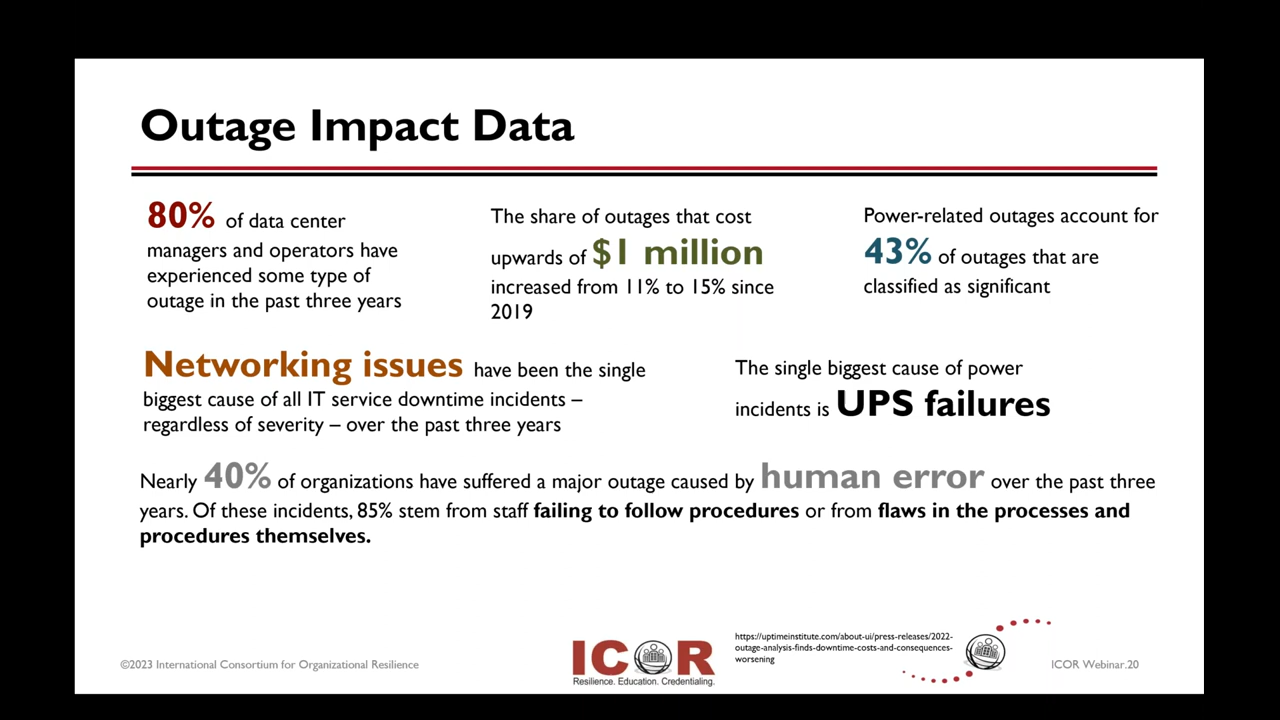 Outage Impact Data
80% of data center
managers and operators have
experienced some type of
outage in the past three years
The share of outages that cost
upwards of $1 million
increased from 11% to 15% since
2019
Power-related outages account for
43% of outages that are
classified as significant
Networking issues have been the single
biggest cause of all IT service downtime incidents –
regardless of severity – over the past three years
The single biggest cause of power
incidents is UPS failures
Nearly 40% of organizations have suffered a major outage caused by human error over the past three
years. Of these incidents, 85% stem from staff failing to follow procedures or from flaws in the processes and
procedures themselves.
©2023 International Consortium for Organizational Resilience
ICOR
Resilience. Education. Credentialing.
https://uptimeinstitute.com/about-ui/press-releases/2022-
outage-analysis-finds-downtime-costs-and-consequences-
worsening
ICOR Webinar.20